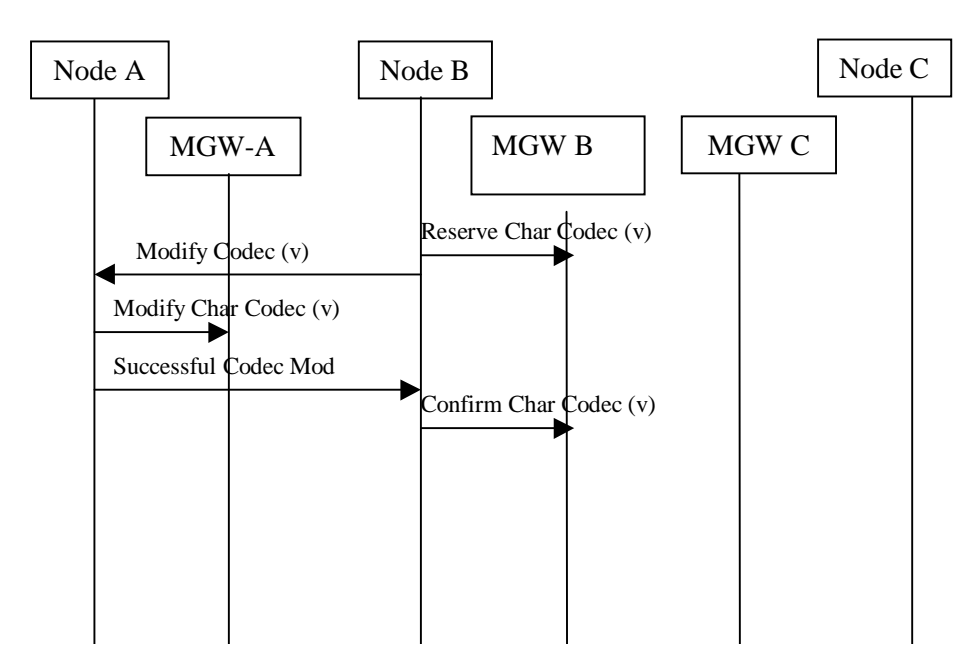 Node A
Node B
Node C
MGW-A
MGW B
MGW C
Reserve Char Codec (v)
Modify Codec (v)
Modify Char Codec (v)
Successful Codec Mod
Confirm Char Codec (v)